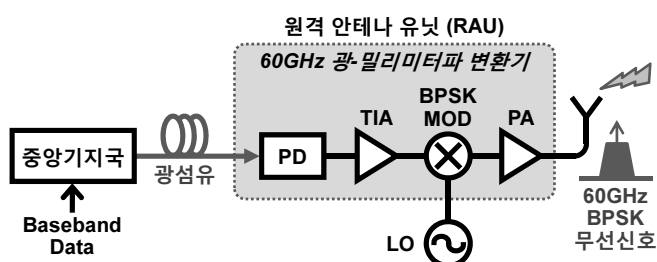 원격 안테나 유닛 (RAU)
60GHz 광-밀리미터파 변환기
TIA
BPSK
MOD
PA
중앙기지국
광섬유
PD
Baseband
Data
LO
60GHz
BPSK
무선신호